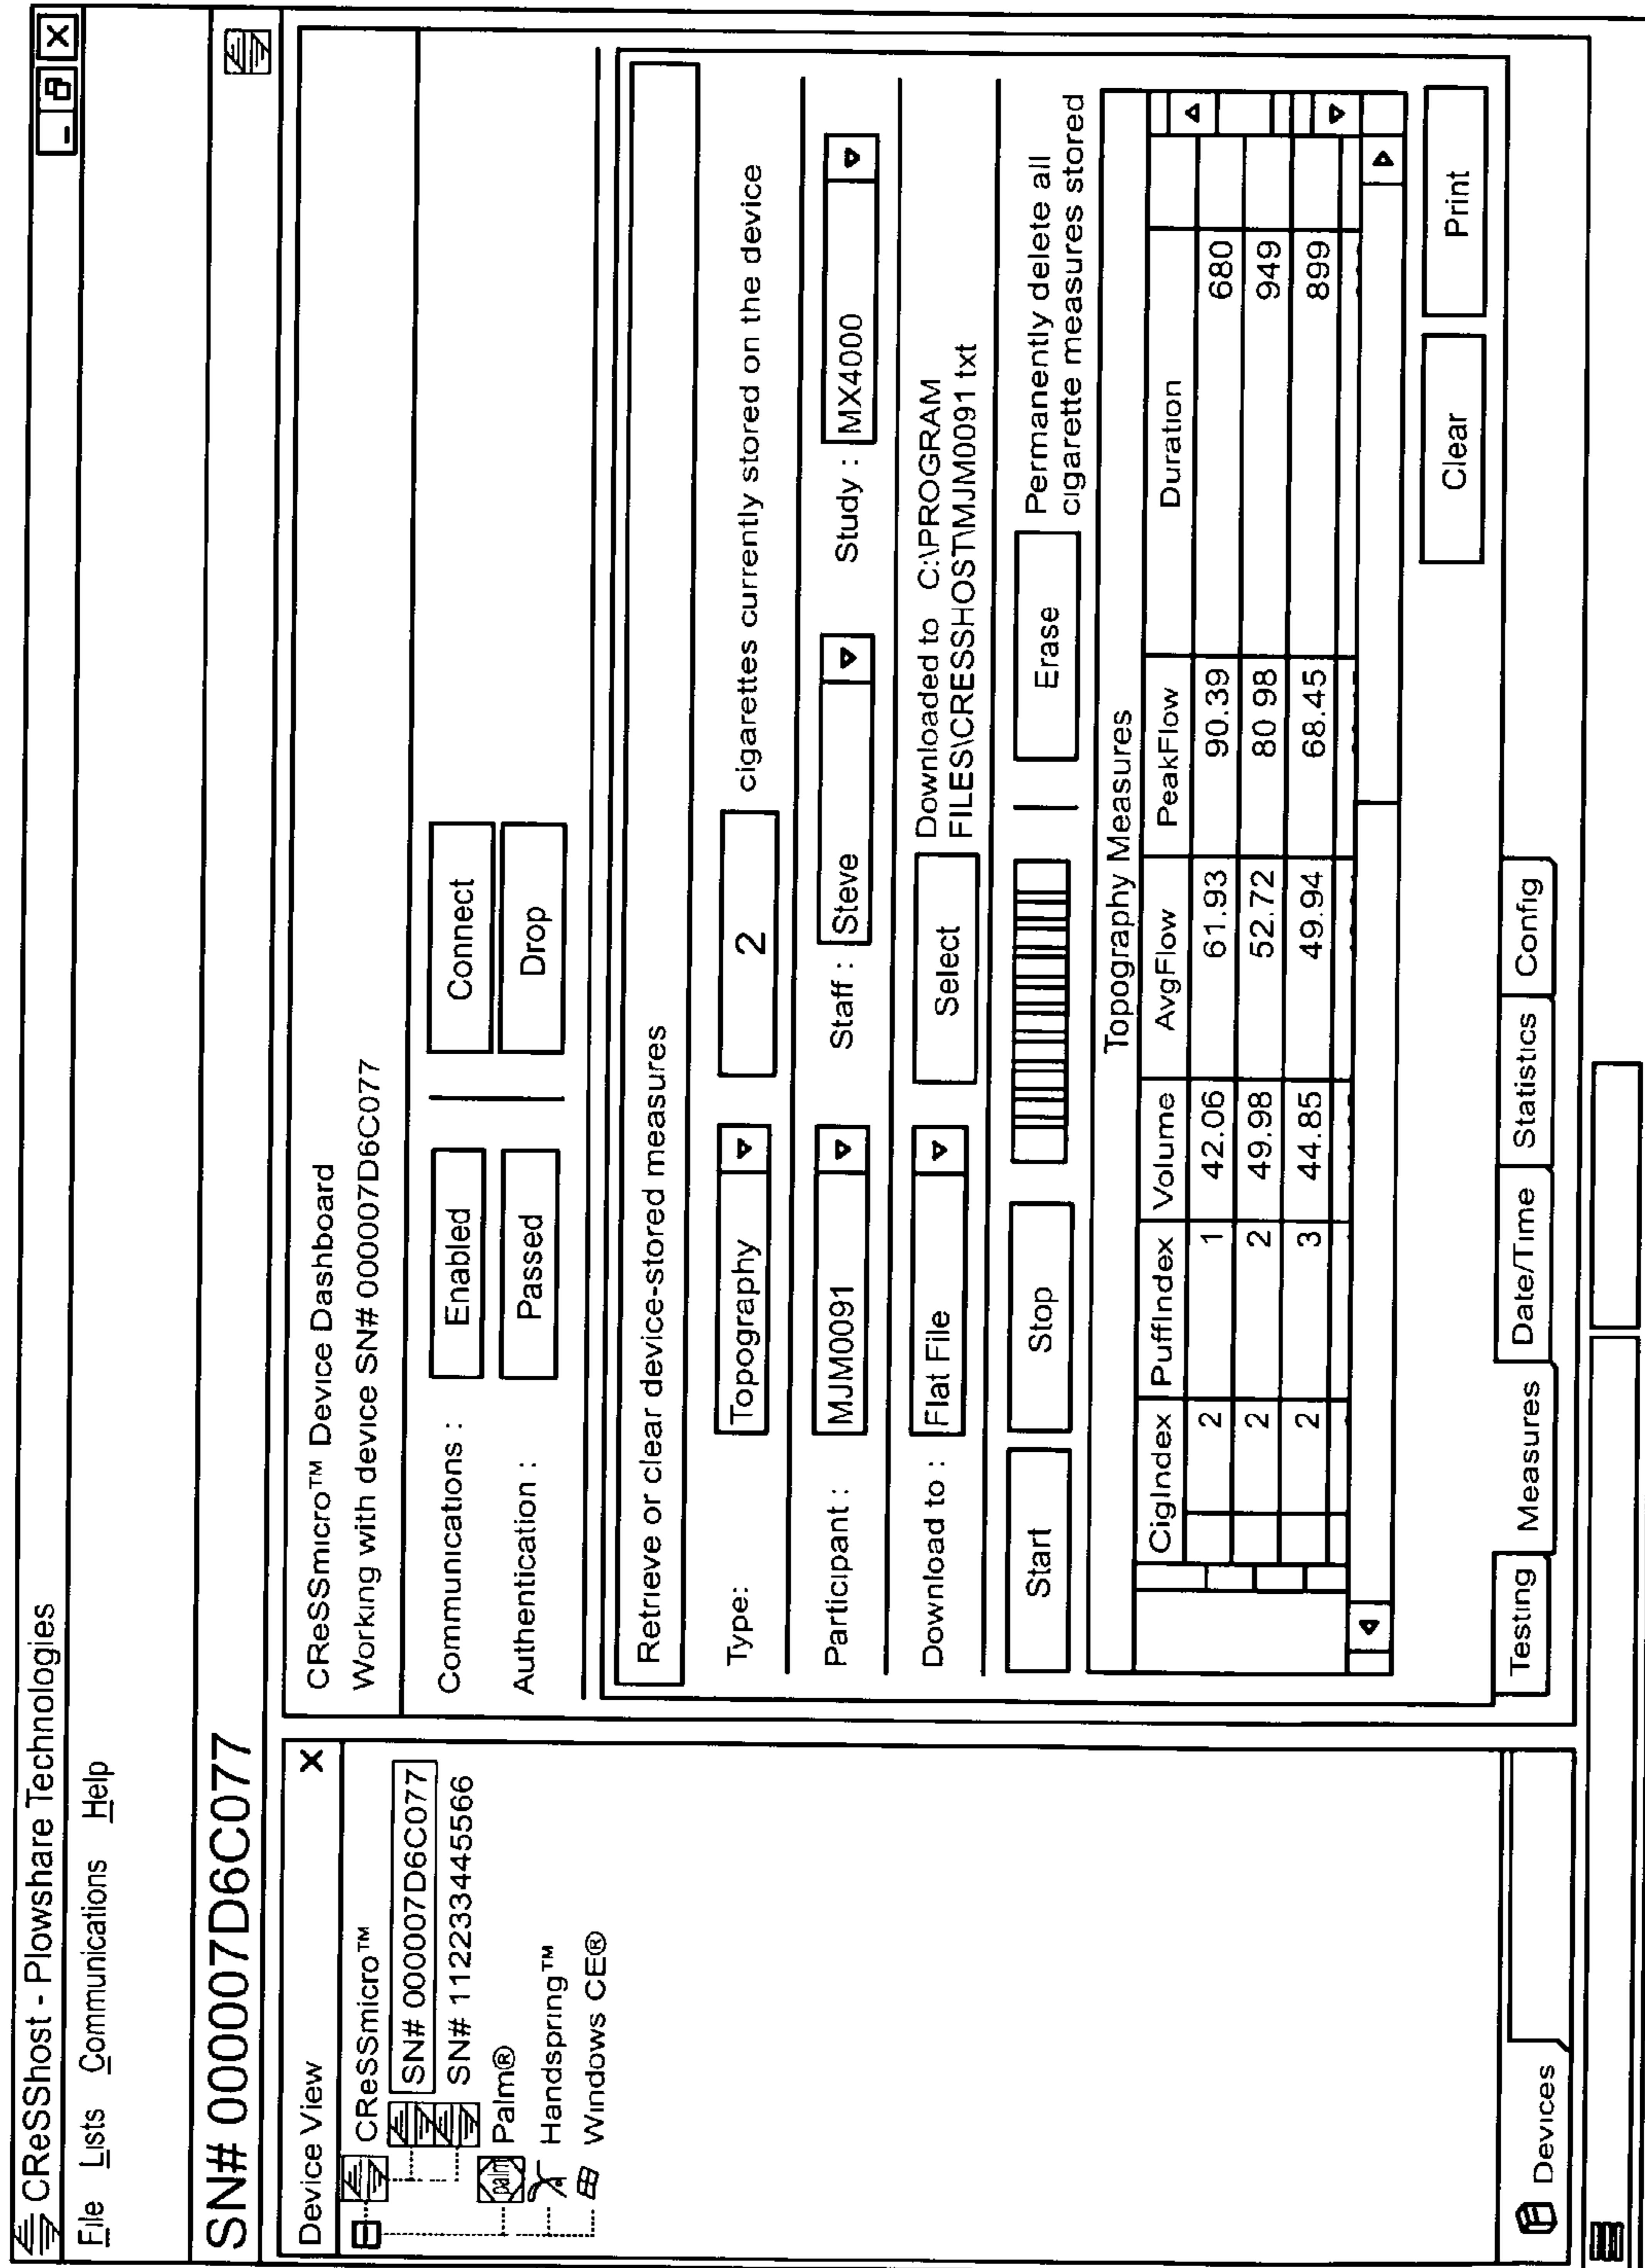 CReSShost - Plowshare Technologies
File Lists Communications Help
SN# 00007D6C077
Device View X
CReSSmicro™
SN# 00007D6C077
SN# 112233445566
palm Palm®
Handspring™
Windows CE®
Devices
CReSSmicro™ Device Dashboard
Working with device SN# 00007D6C077
Communications : Enabled Connect
Authentication : Passed Drop
Retrieve or clear device-stored measures
Type: Topography 2 cigarettes currently stored on the device
Participant : MJM0091 Staff : Steve Study : MX4000
Download to : Flat File Select Downloaded to C:\PROGRAM
FILES\CRESSHOST\MJM0091 txt
Start Stop Erase Permanently delete all
cigarette measures stored
Topography Measures
CigIndex PuffIndex Volume AvgFlow PeakFlow Duration
2 1 42.06 61.93 90.39 680
2 2 49.98 52.72 80 98 949
2 3 44.85 49.94 68.45 899
Clear Print
Testing Measures Date/Time Statistics Config